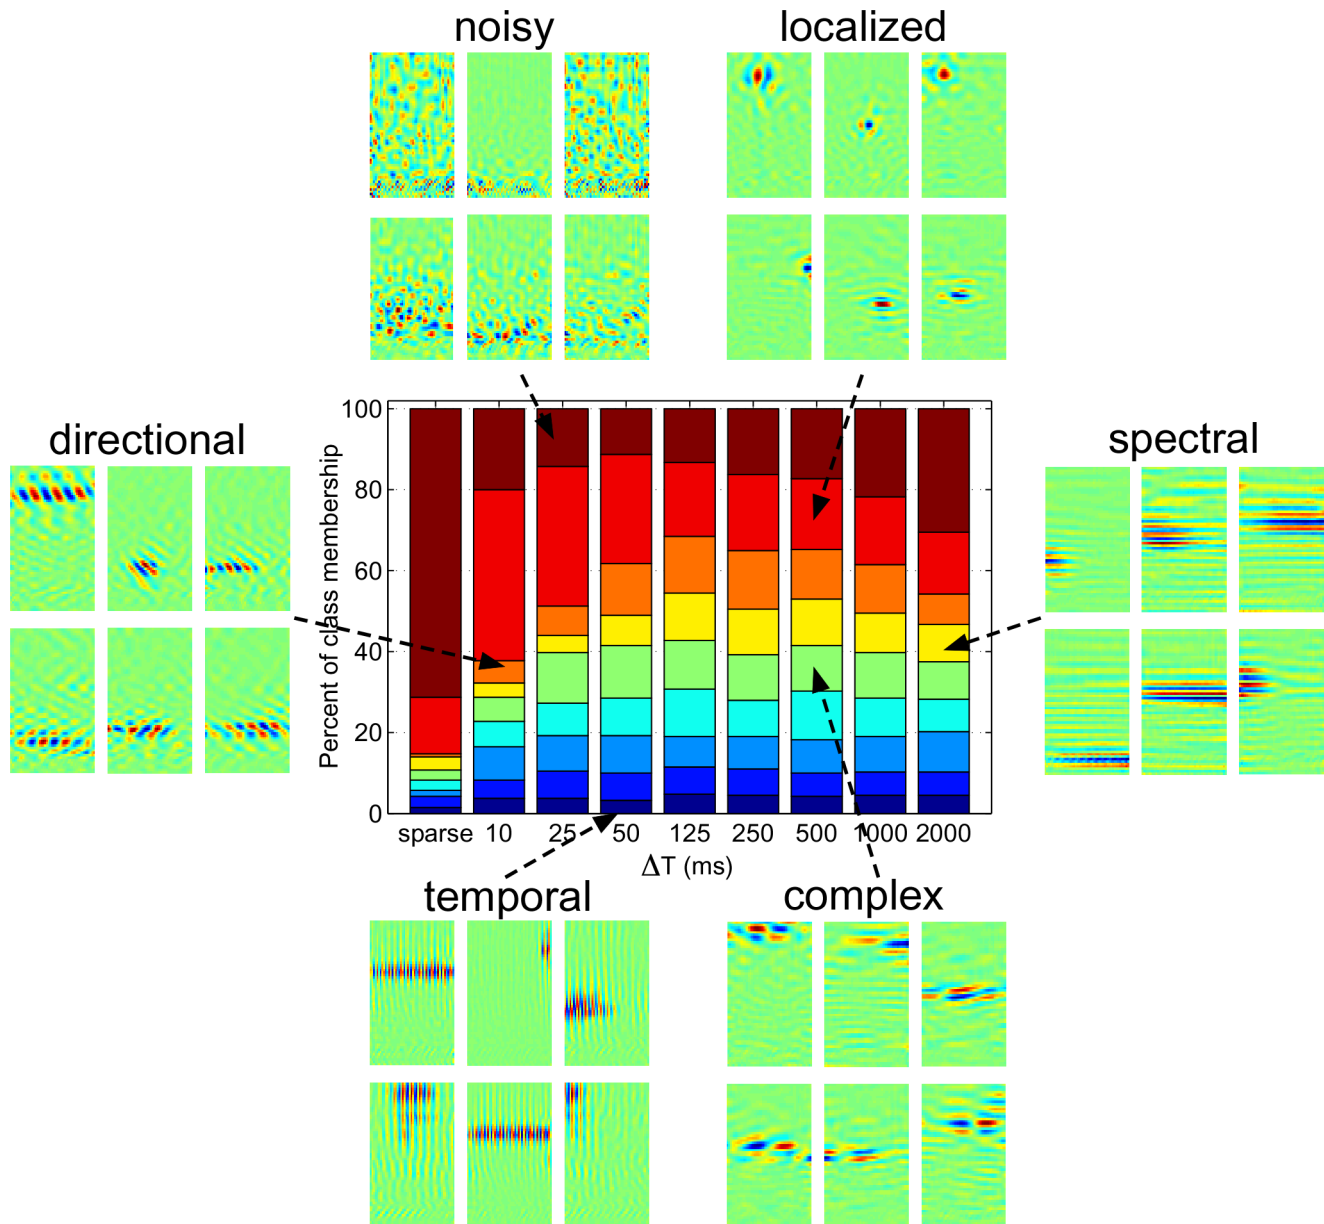 noisy
localized
directional
spectral
Percent of class membership
100
80
60
40
20
0
sparse 10 25 50 125 250 500 1000 2000
ΔT (ms)
temporal
complex